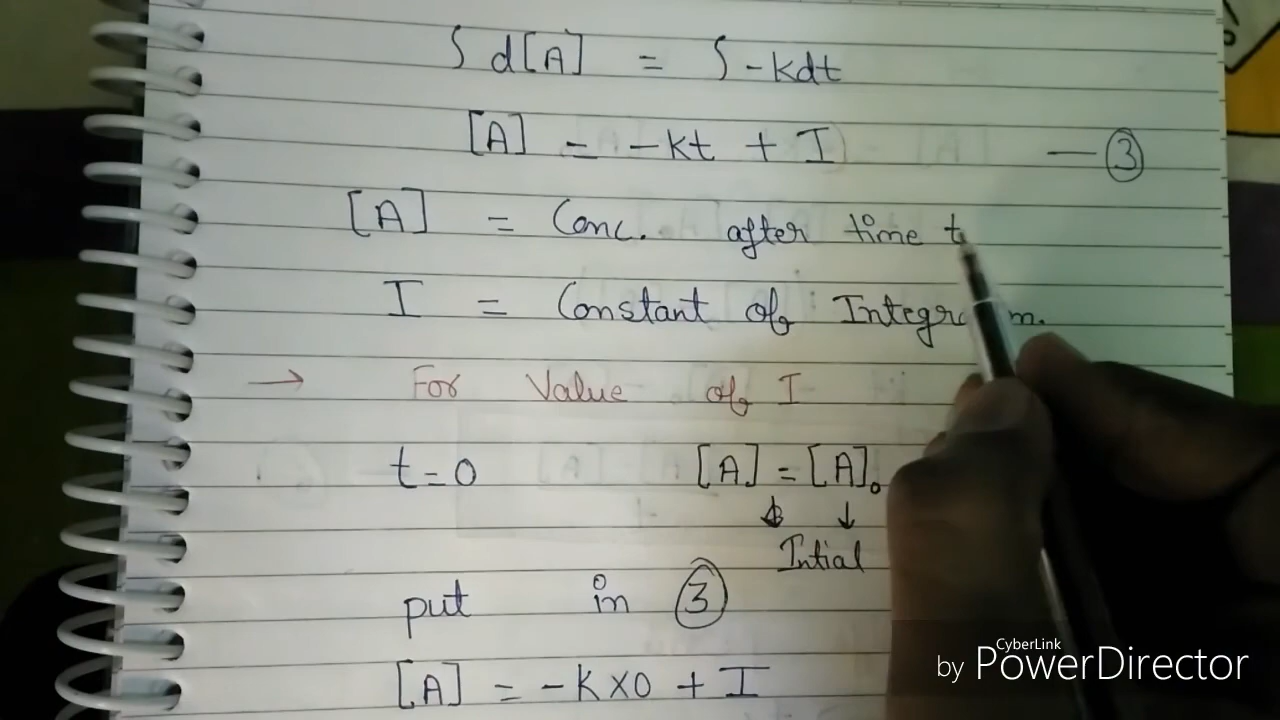 ∫ d[A] = ∫ -kdt
[A] = -kt + I — ③
[A] = Conc. after time t
I = Constant of
→ For Value of I
t = 0 [A] = [A]₀
↓ ↓
Intial
put in ③
[A] = -K×0 + I
CyberLink
by PowerDirector